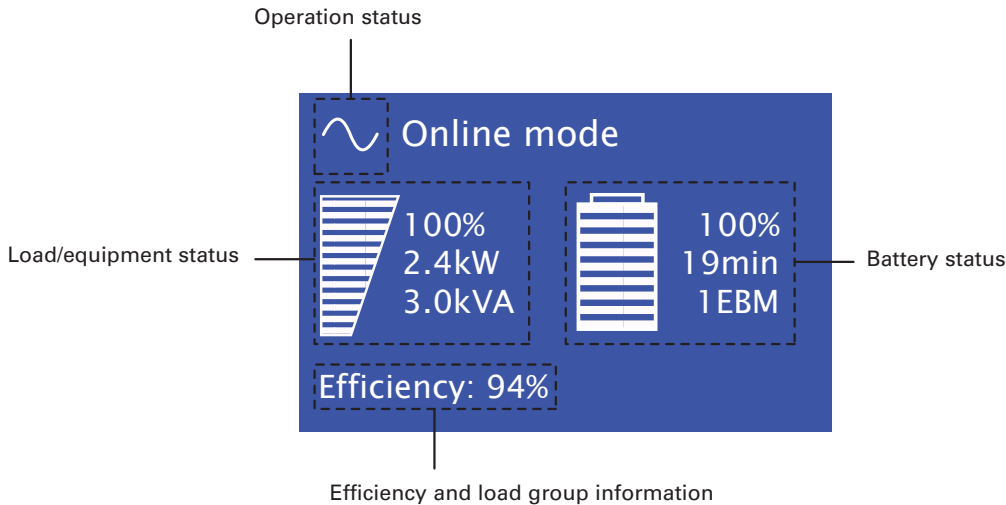 Operation status
Online mode
Load/equipment status
100%
2.4kW
3.0kVA
100%
19min
1EBM
Battery status
Efficiency: 94%
Efficiency and load group information